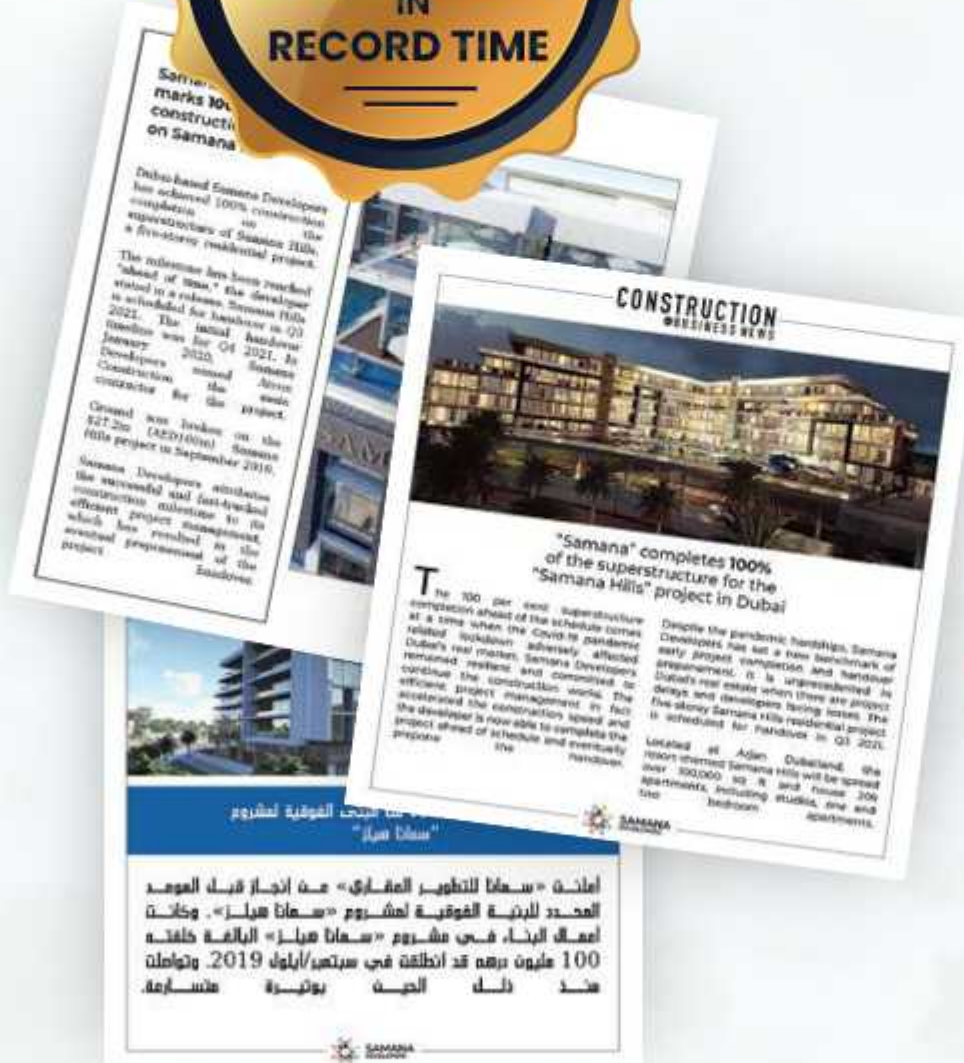 IN
RECORD TIME
marks
constructi
on Samana
Dubai-based Samana Developers
has achieved 100% construction
completion on the
superstructure of Samana Hills,
a five-storey residential project.
The milestone has been reached
"ahead of time," the developer
stated in a release. Samana Hills
is scheduled for handover in Q3
2021. The initial handover
timeline was for Q4 2021. In
January 2020, Samana
Developers named
Construction the main
contractor for the project.
Ground was broken on the
$27.2m (AED100m) Samana
Hills project in September 2019.
Samana Developers attributes
the successful and fast-tracked
construction milestone to its
efficient project management,
which has resulted in the
eventual preponement of the
project handover.
CONSTRUCTION
BUSINESS NEWS
"Samana" completes 100%
of the superstructure for the
"Samana Hills" project in Dubai
The 100 per cent superstructure
completion ahead of the schedule comes
at a time when the Covid-19 pandemic
related lockdown adversely affected
Dubai's real market. Samana Developers
remained resilient and committed to
continue the construction works. The
efficient project management in fact
accelerated the construction speed and
the developer is now able to complete the
project ahead of schedule and eventually
prepone the handover.
Despite the pandemic hardships, Samana
Developers has set a new benchmark of
early project completion and handover
preponement. It is unprecedented in
Dubai's real estate when there are project
delays and developers facing losses. The
five-storey Samana Hills residential project
is scheduled for handover in Q3 2021.
Located at Arjan Dubailand, the
resort-themed Samana Hills will be spread
over 100,000 sq ft and house 209
apartments, including studios, one and
two bedroom apartments.
SAMANA
DEVELOPERS
المبنى الفوقية لمشروع
"سمانا هيلز"
أعلنت «سمانا للتطوير العقاري» عن إنجاز قبل الموعد
المحدد للبنية الفوقية لمشروع «سمانا هيلز». وكانت
أعمال البناء في مشروع «سمانا هيلز» البالغة كلفته
100 مليون درهم قد انطلقت في سبتمبر/أيلول 2019. وتواصلت
منذ ذلك الحين بوتيرة متسارعة.
SAMANA
DEVELOPERS